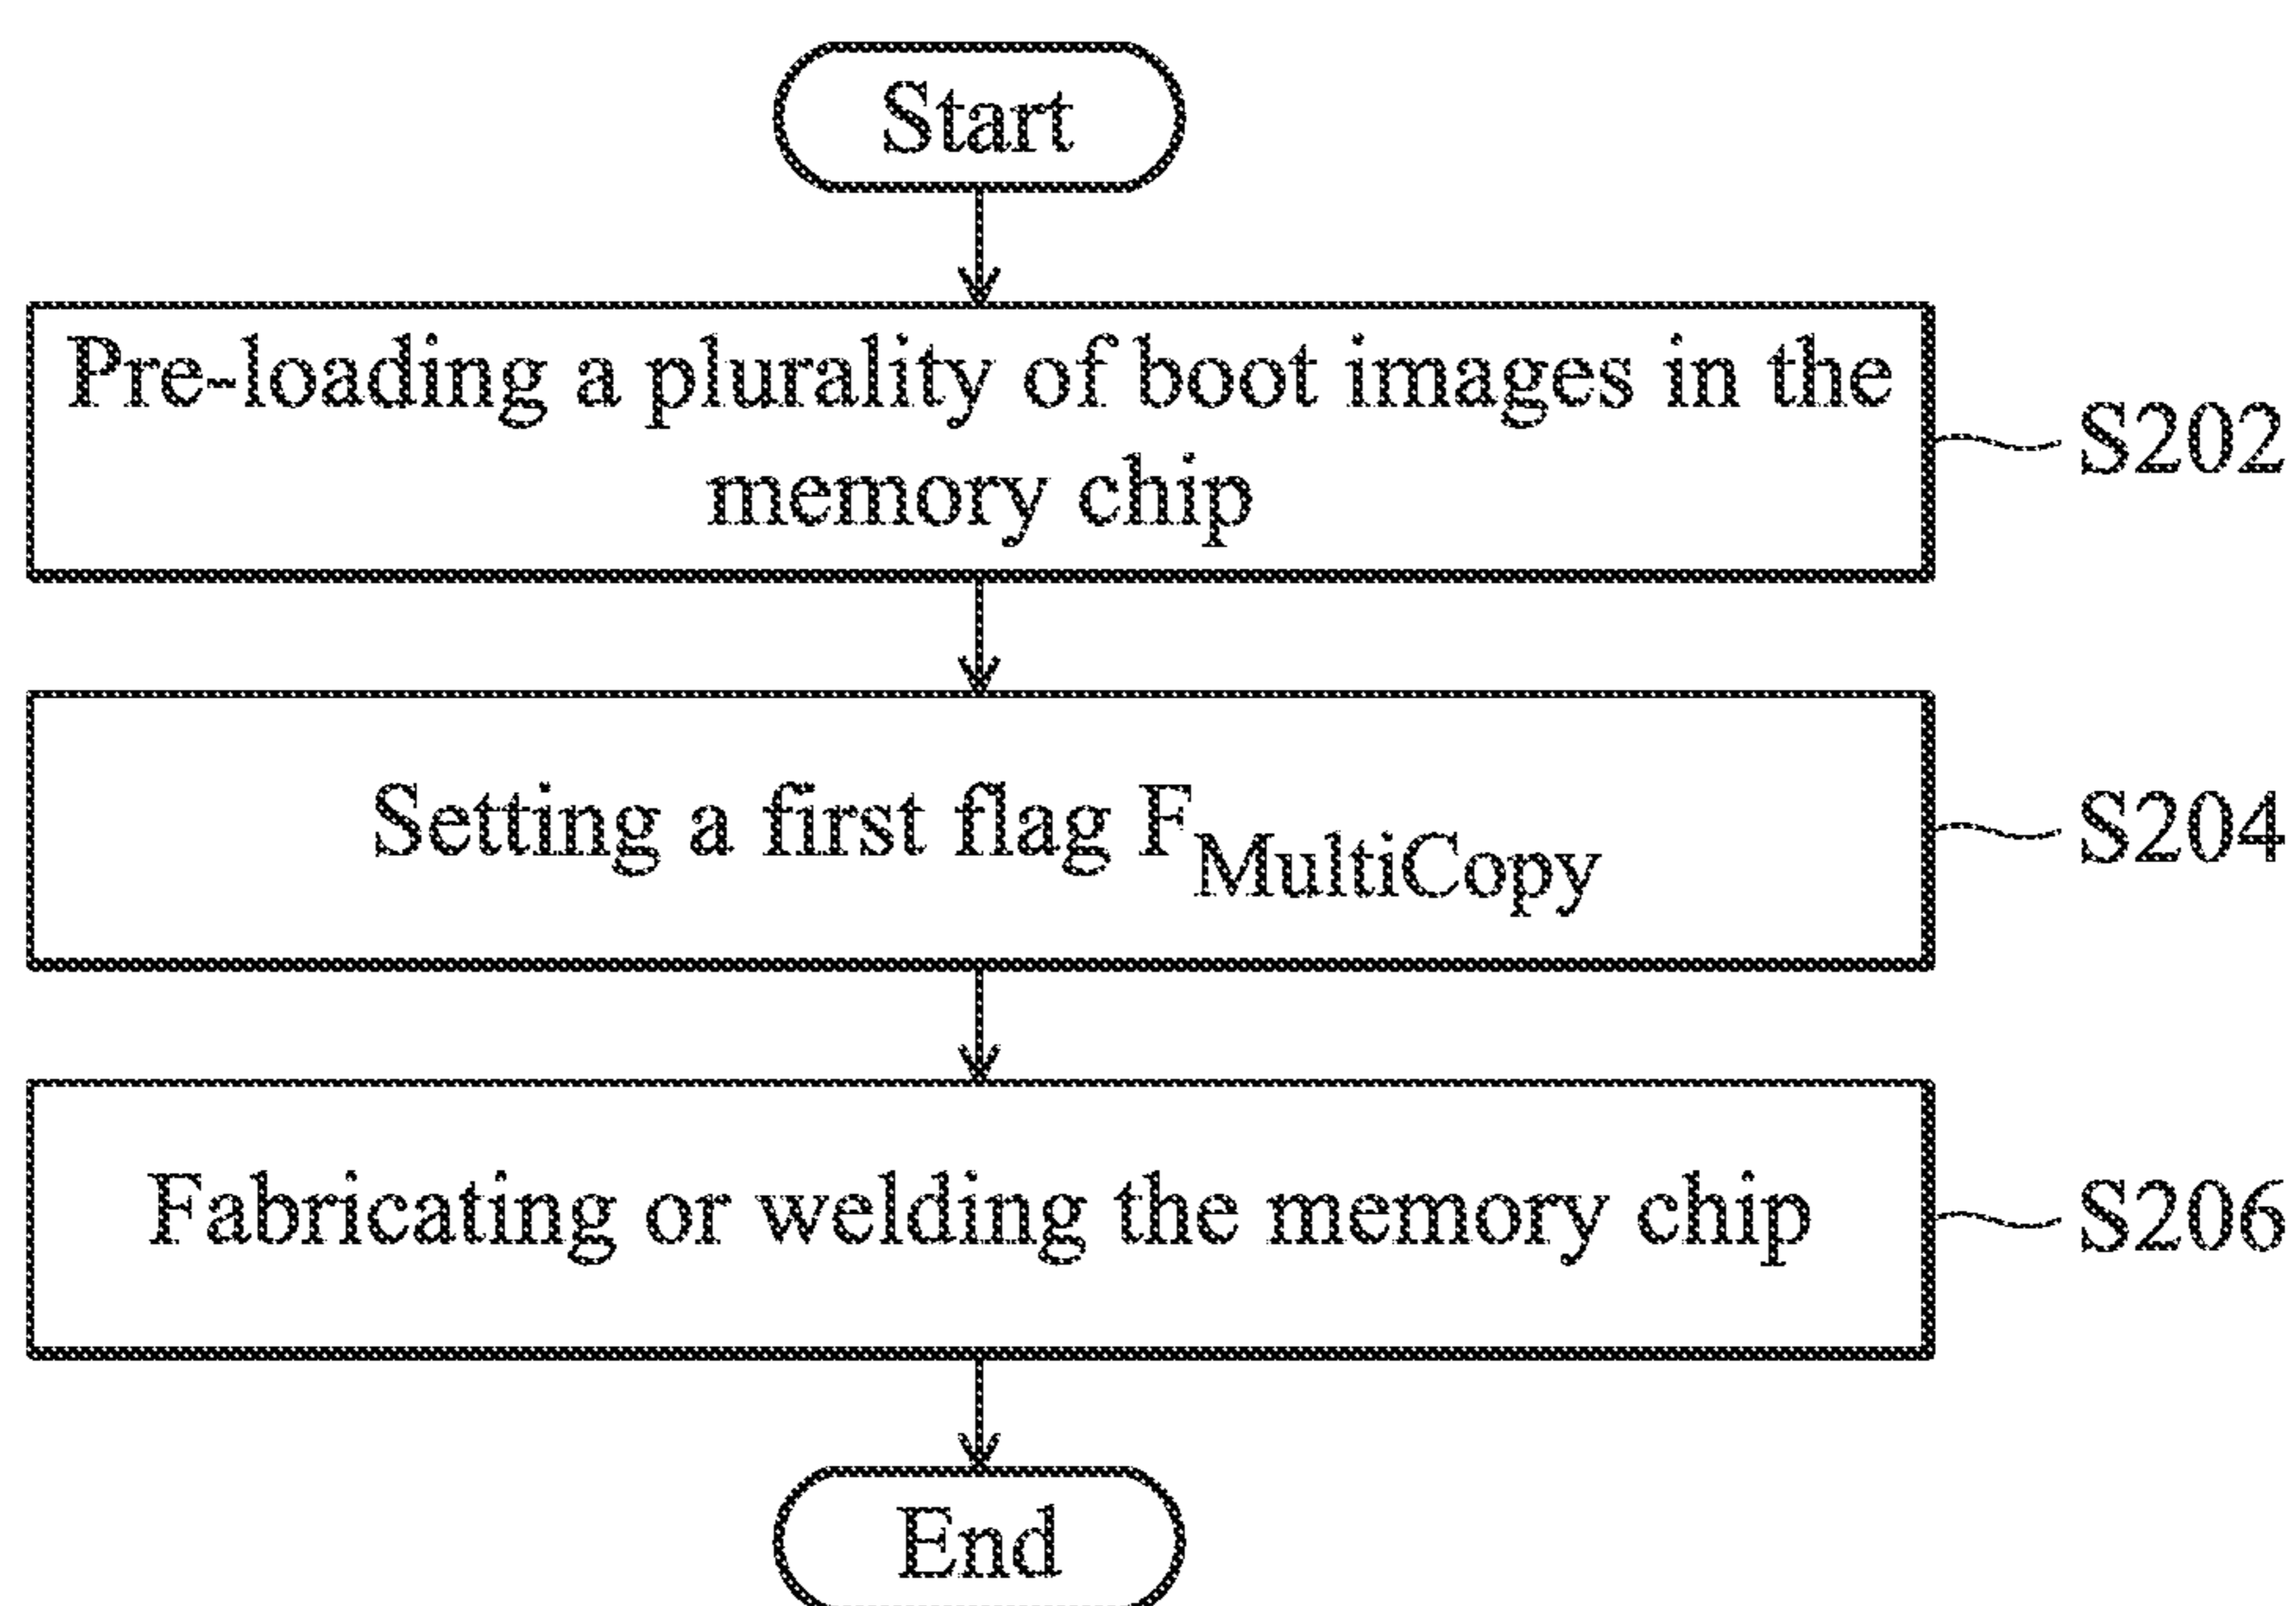 Start
Pre-loading a plurality of boot images in the
memory chip
S202
Setting a first flag F_MultiCopy
S204
Fabricating or welding the memory chip
S206
End